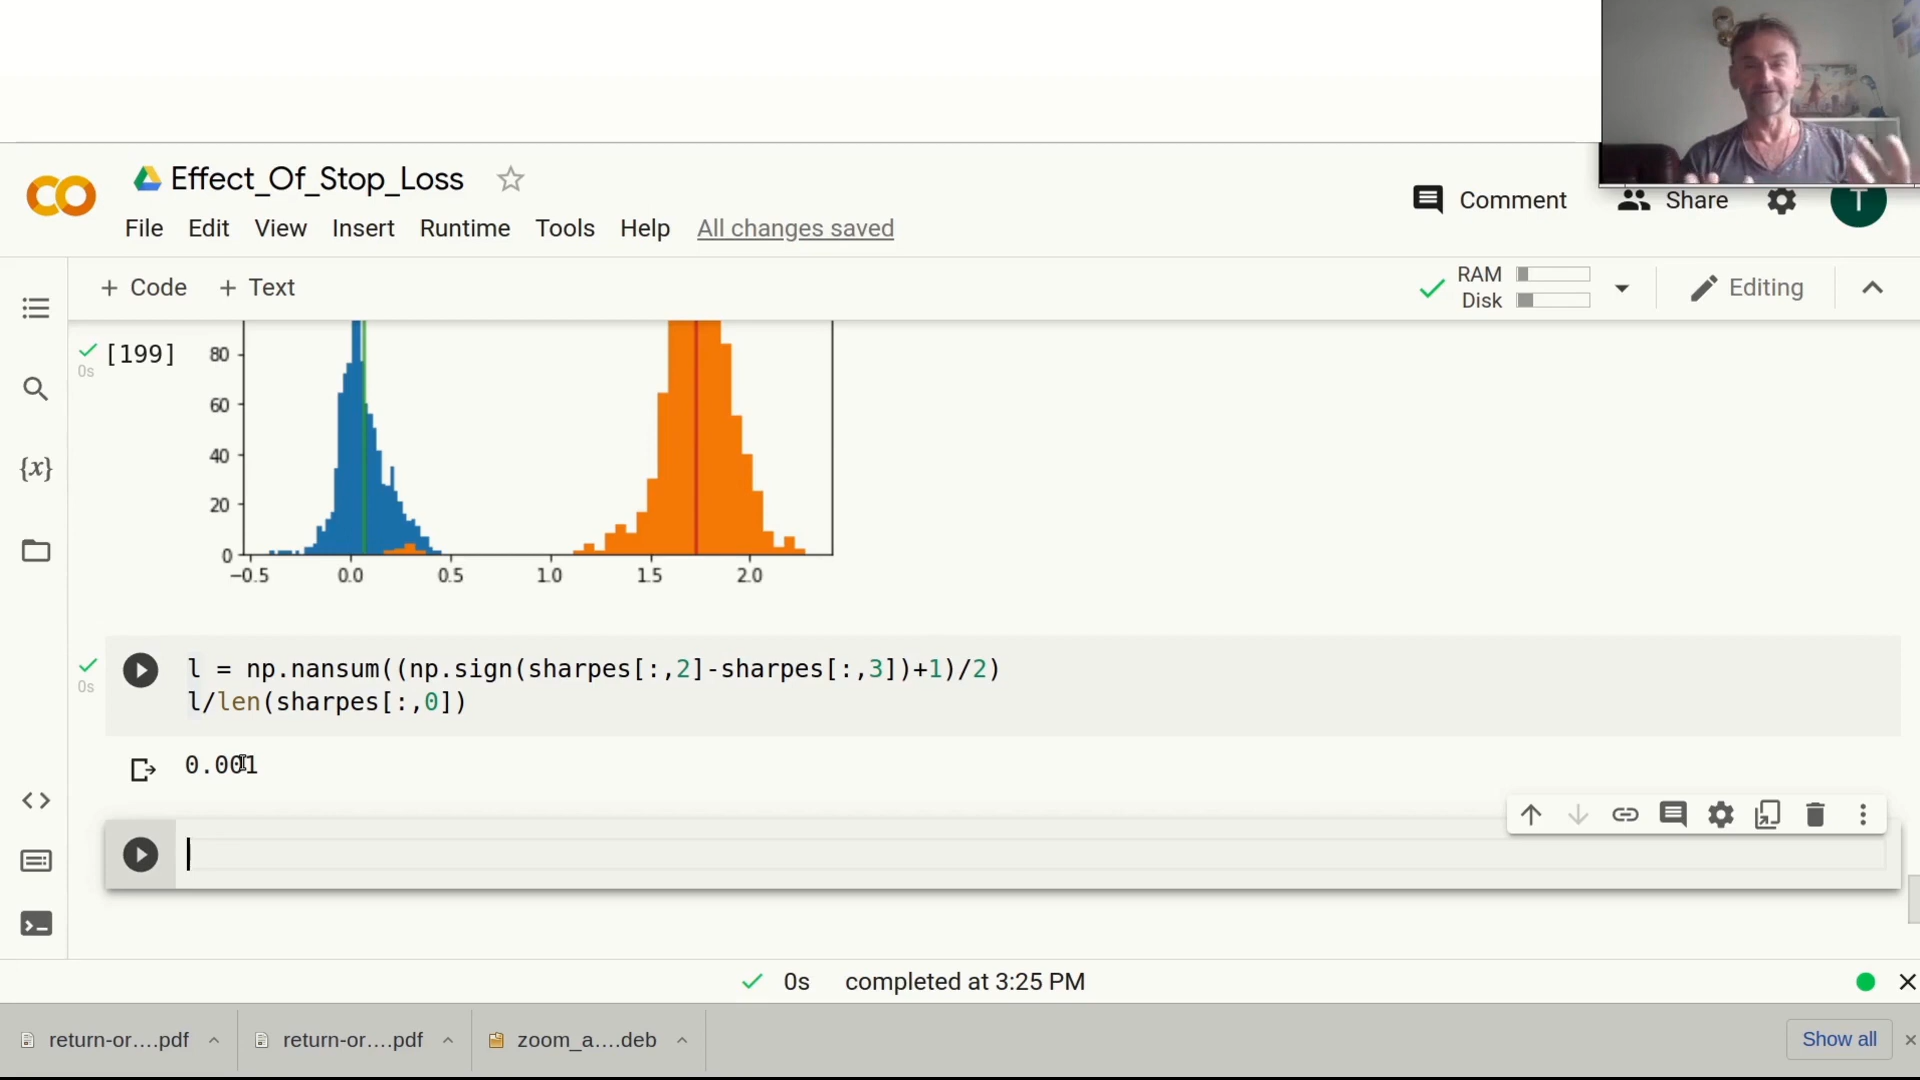 Effect_Of_Stop_Loss
Comment
Share
T
File Edit View Insert Runtime Tools Help All changes saved
+ Code + Text
RAM
Disk
Editing
[199]
0s
80
60
40
20
0
−0.5 0.0 0.5 1.0 1.5 2.0
{x}
0s
l = np.nansum((np.sign(sharpes[:,2]-sharpes[:,3])+1)/2)
l/len(sharpes[:,0])
0.001
0s completed at 3:25 PM
return-or....pdf
return-or....pdf
zoom_a....deb
Show all